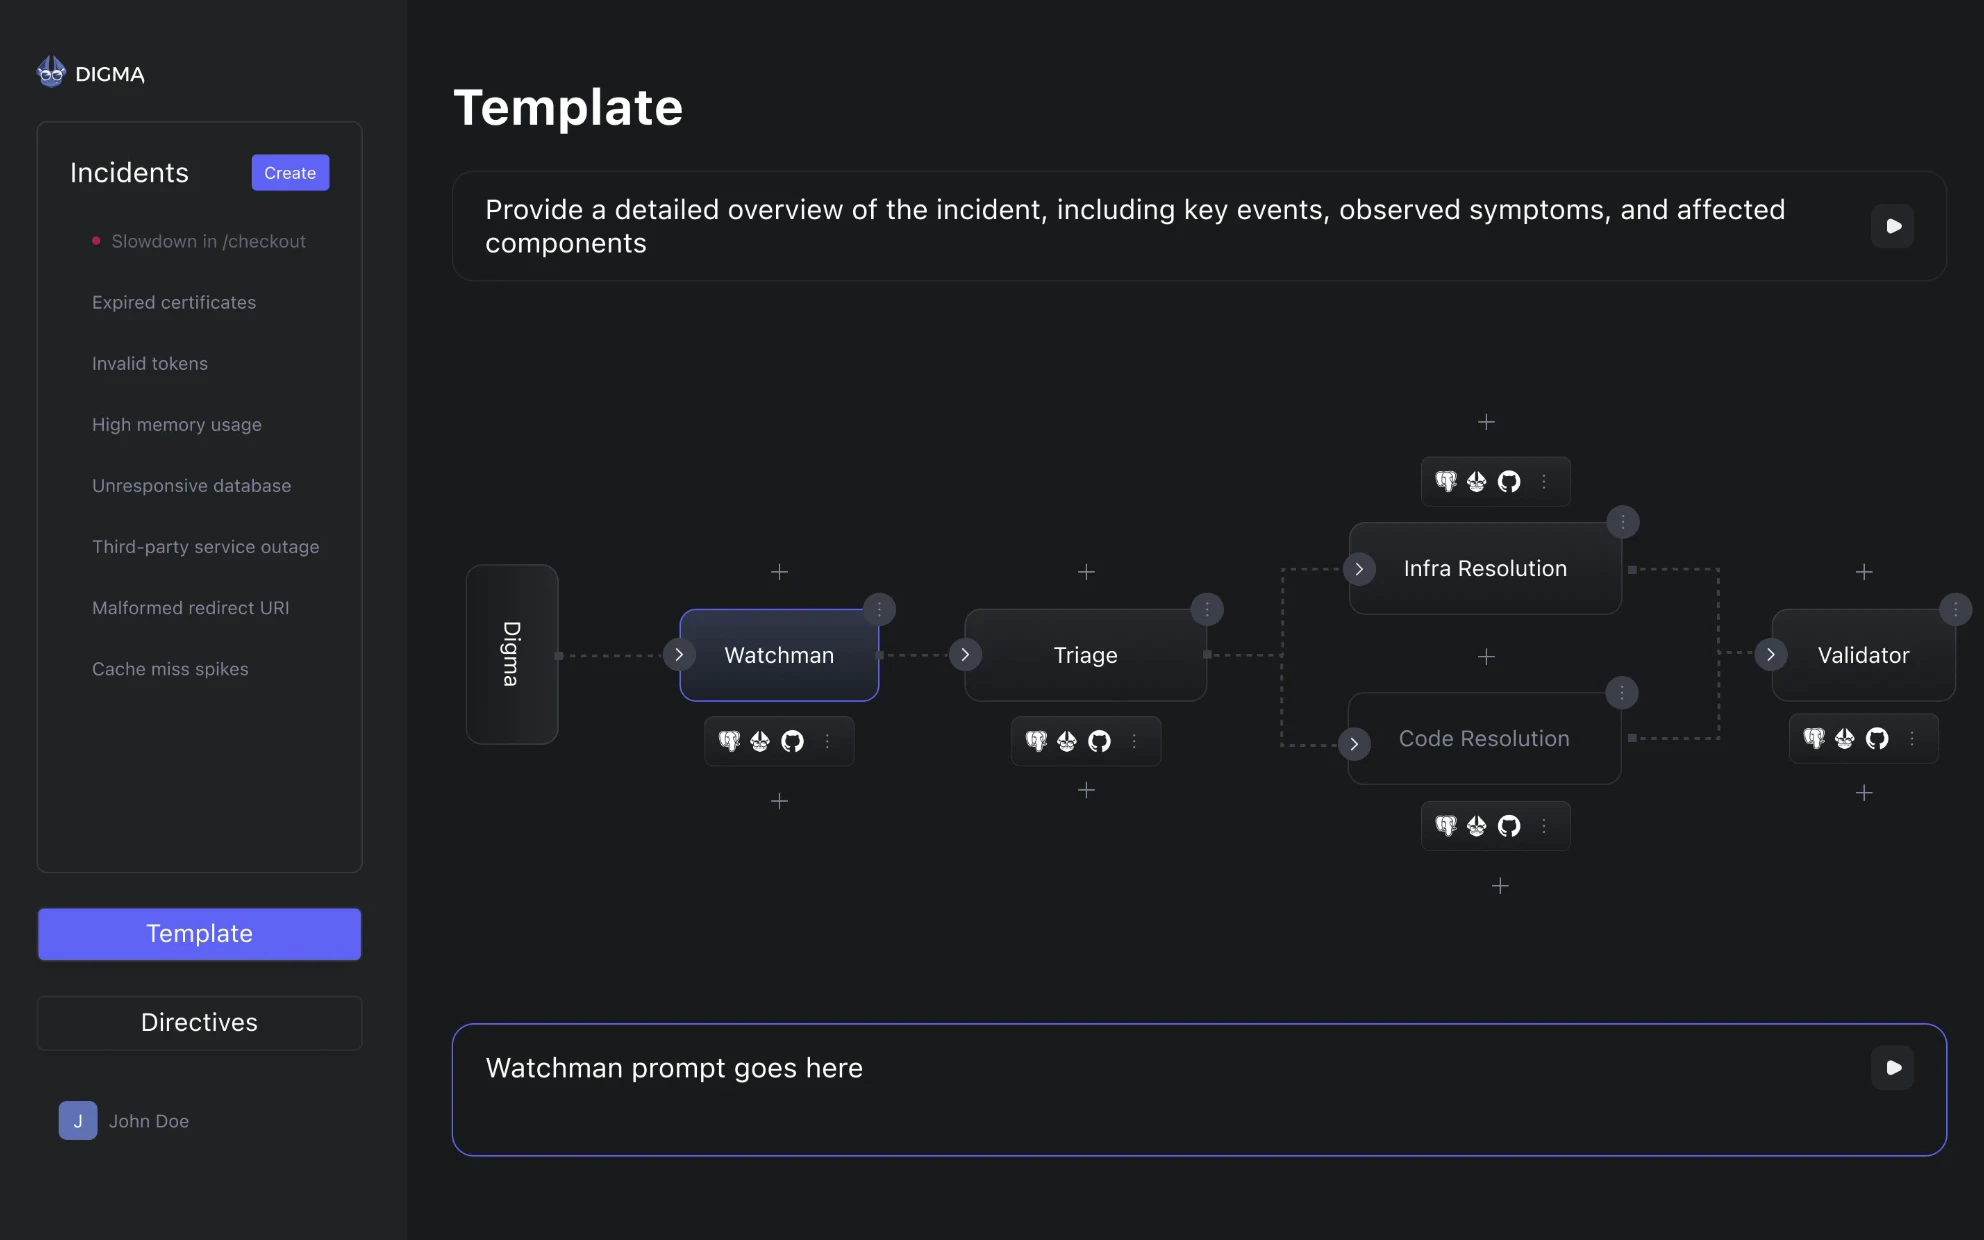 DIGMA
Incidents
Create
Slowdown in /checkout
Expired certificates
Invalid tokens
High memory usage
Unresponsive database
Third-party service outage
Malformed redirect URI
Cache miss spikes
Template
Directives
J
John Doe
Template
Provide a detailed overview of the incident, including key events, observed symptoms, and affected
components
Digma
Watchman
Triage
Infra Resolution
Code Resolution
Validator
Watchman prompt goes here